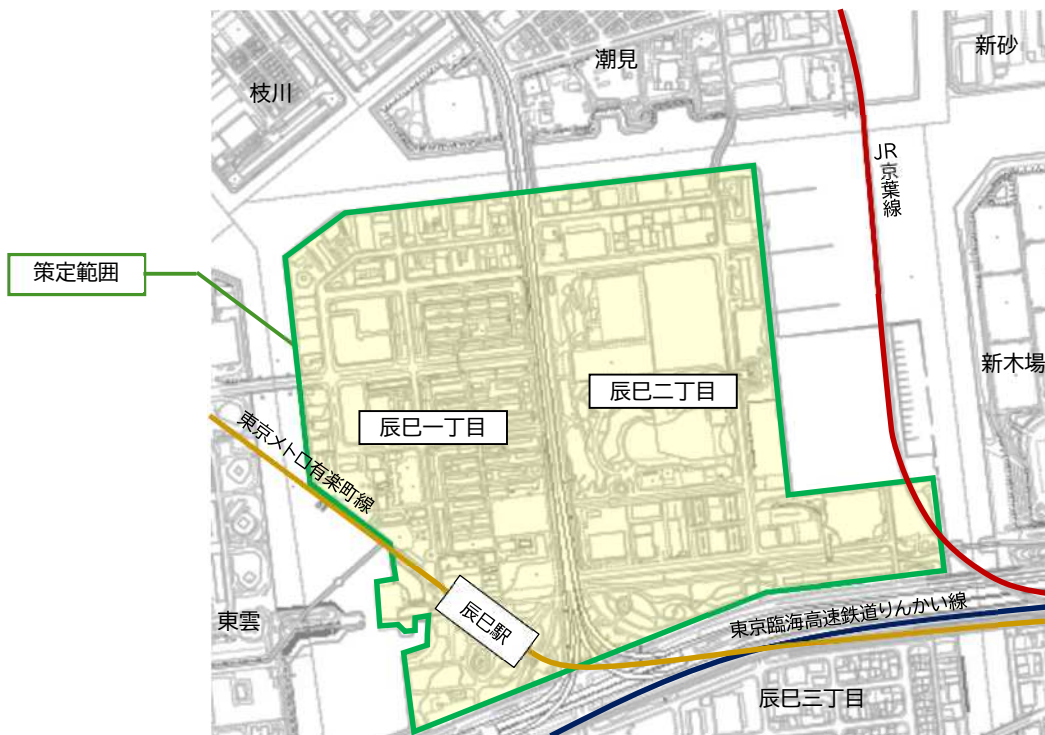 新砂
潮見
枝川
JR京葉線
策定範囲
新木場
辰巳二丁目
辰巳一丁目
東京メトロ有楽町線
辰巳駅
東京臨海高速鉄道りんかい線
東雲
辰巳三丁目